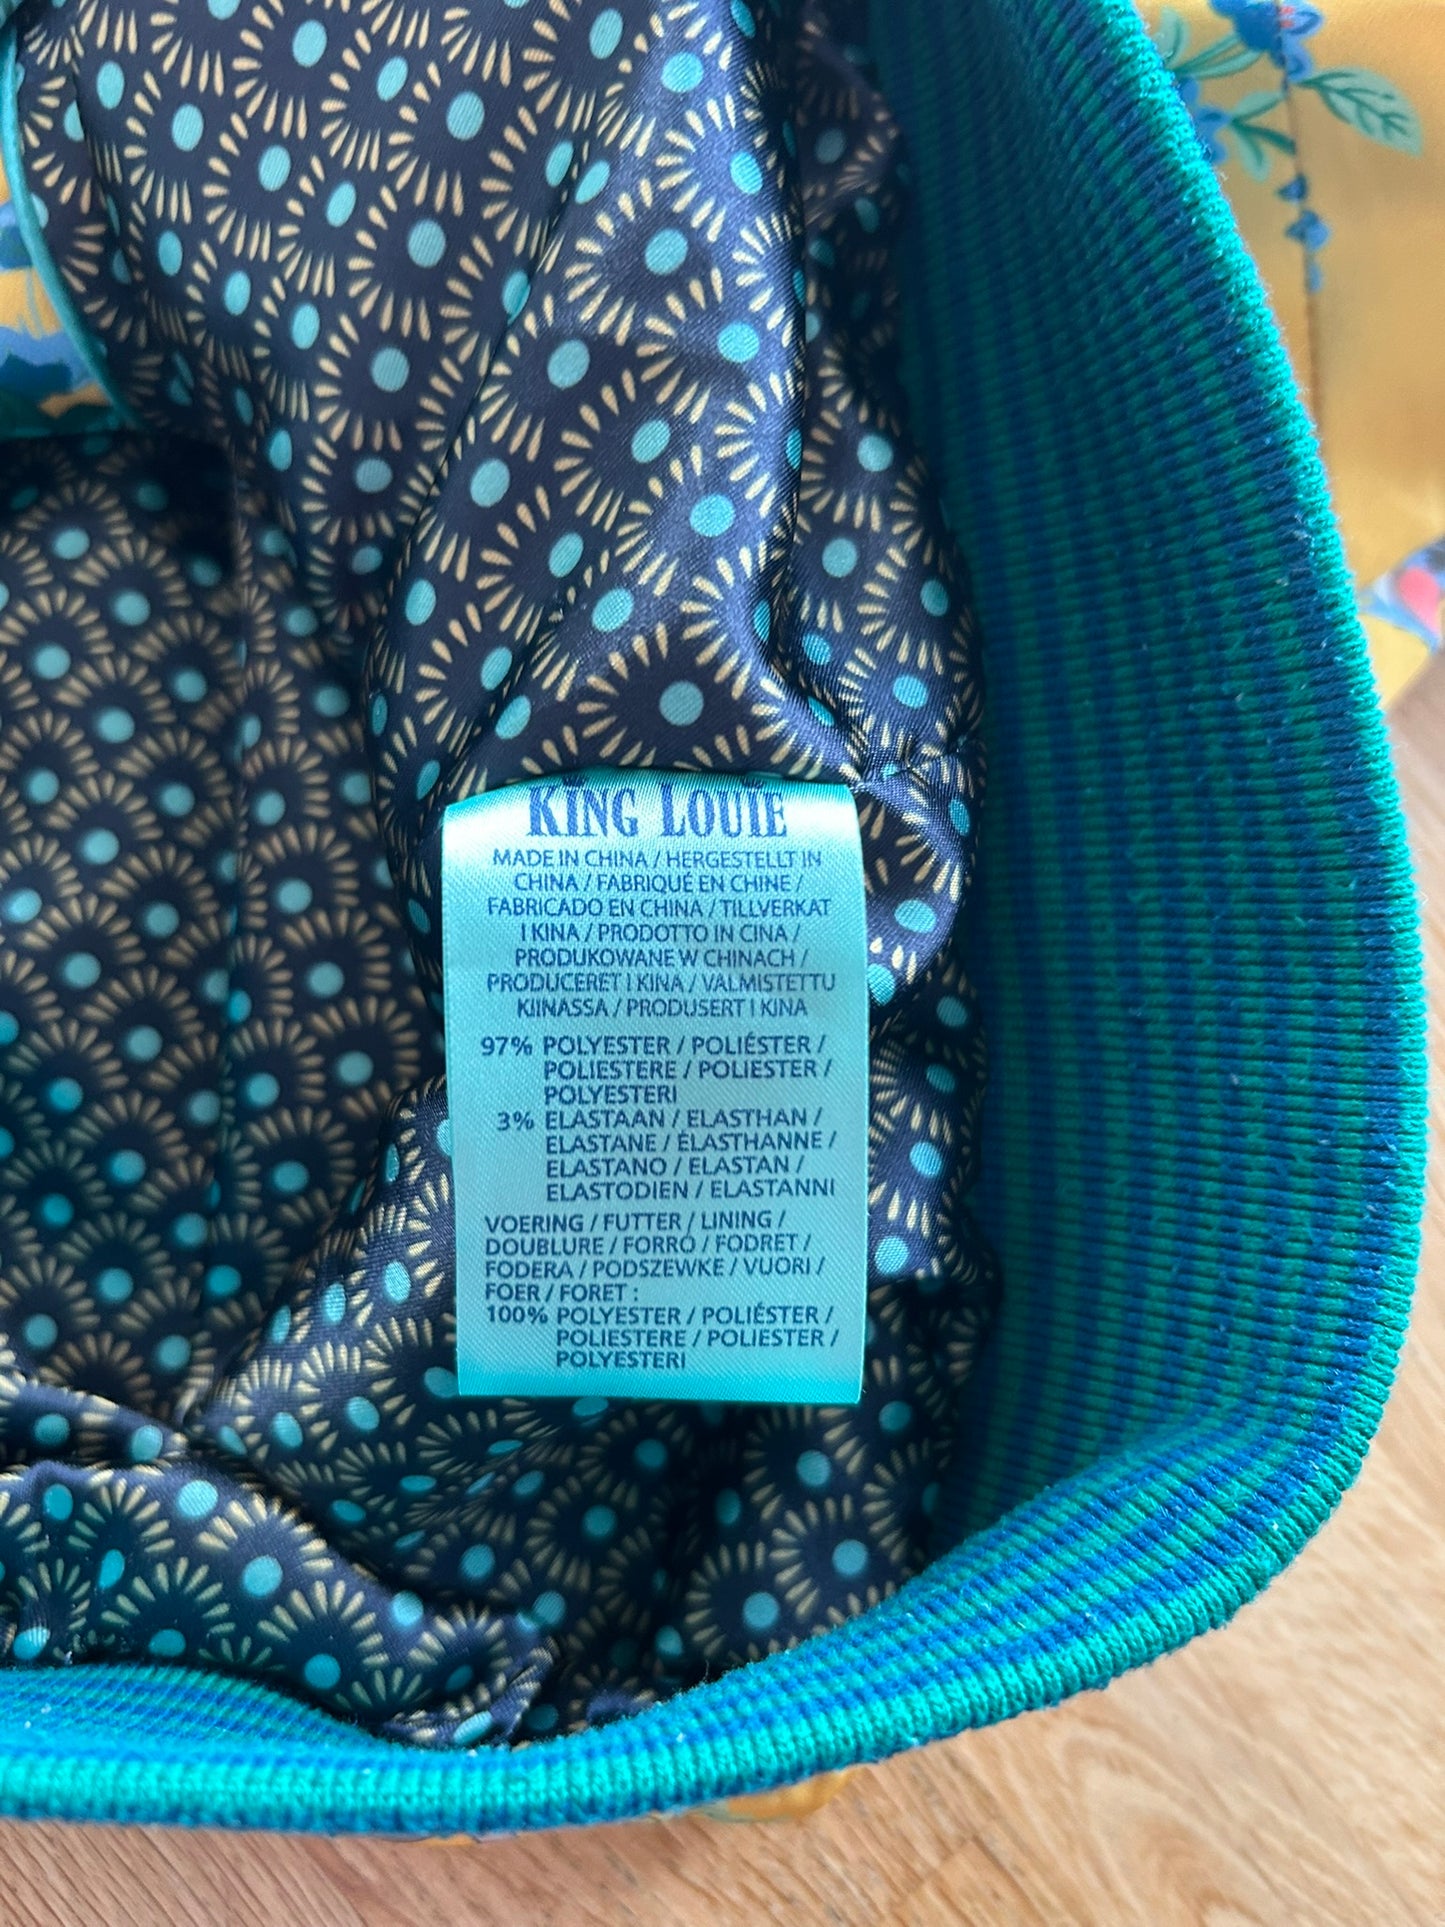 KING LOUIE
MADE IN CHINA / HERGESTELLT IN
CHINA / FABRIQUÉ EN CHINE /
FABRICADO EN CHINA / TILLVERKAT
I KINA / PRODOTTO IN CINA /
PRODUKOWANE W CHINACH /
PRODUCERET I KINA / VALMISTETTU
KIINASSA / PRODUSERT I KINA
97% POLYESTER / POLIÉSTER /
POLIESTERE / POLIESTER /
POLYESTERI
3% ELASTAAN / ELASTHAN /
ELASTANE / ÉLASTHANNE /
ELASTANO / ELASTAN /
ELASTODIEN / ELASTANNI
VOERING / FUTTER / LINING /
DOUBLURE / FORRO / FODRET /
FODERA / PODSZEWKE / VUORI /
FOER / FORET :
100% POLYESTER / POLIÉSTER /
POLIESTERE / POLIESTER /
POLYESTERI